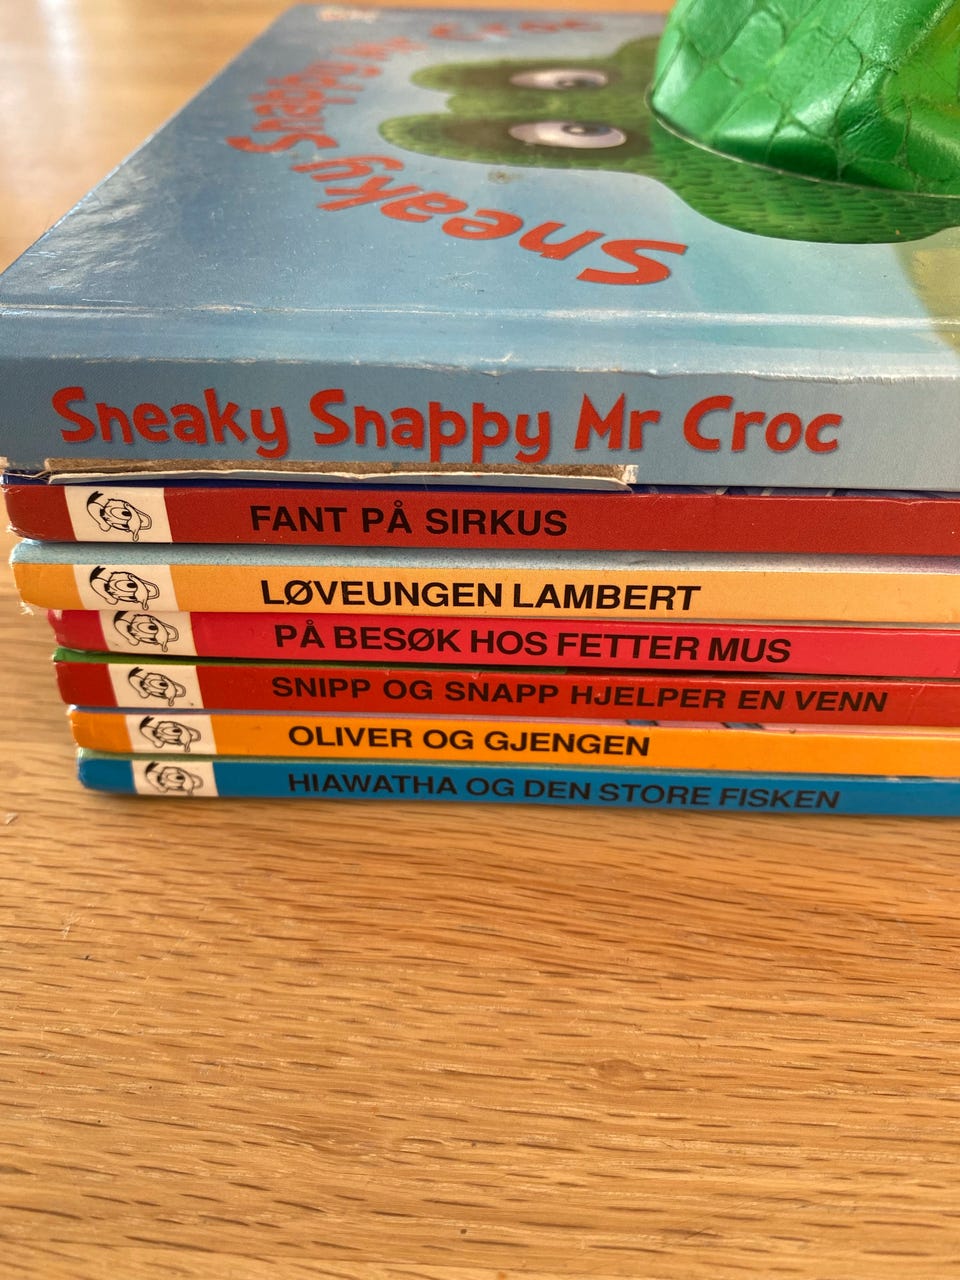 Sneaky Snappy Mr Croc
Sneaky Snappy Mr Croc
FANT PÅ SIRKUS
LØVEUNGEN LAMBERT
PÅ BESØK HOS FETTER MUS
SNIPP OG SNAPP HJELPER EN VENN
OLIVER OG GJENGEN
HIAWATHA OG DEN STORE FISKEN